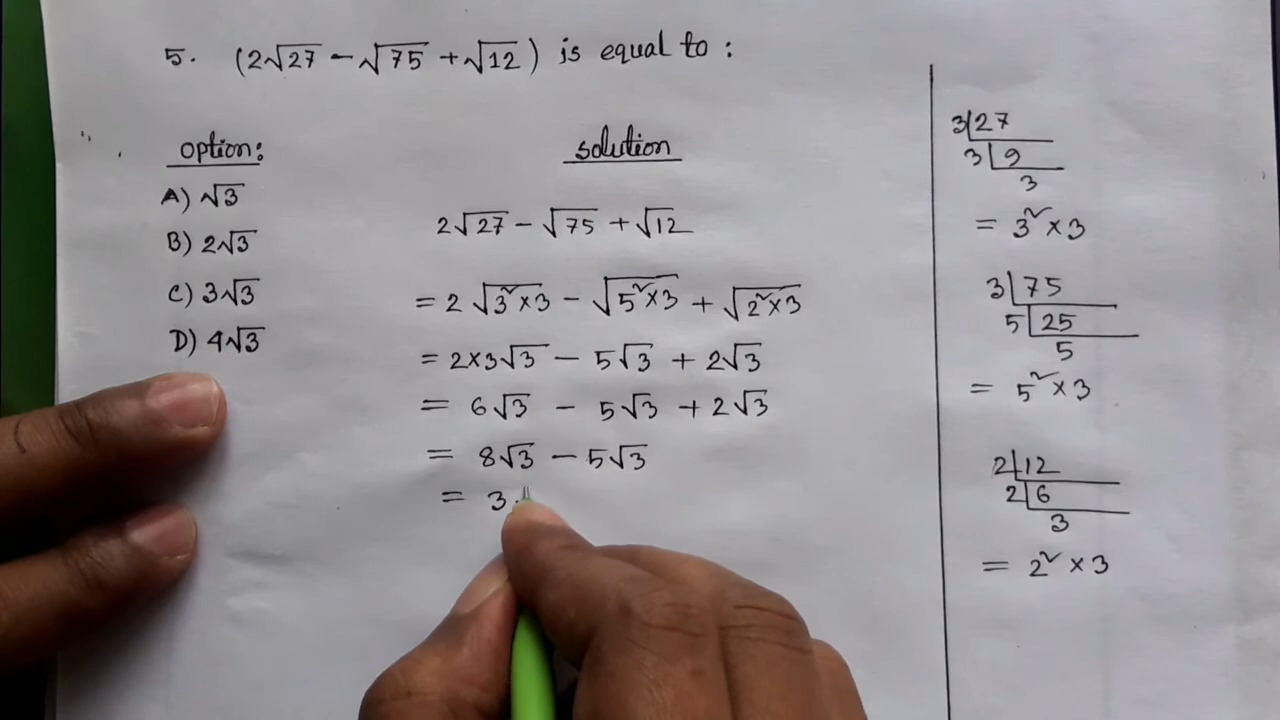 5. (2√27 - √75 + √12) is equal to :
option:
A) √3
B) 2√3
C) 3√3
D) 4√3
solution
2√27 - √75 + √12
= 2 √3²×3 - √5²×3 + √2²×3
= 2×3√3 - 5√3 + 2√3
= 6√3 - 5√3 + 2√3
= 8√3 - 5√3
= 3
3 27
3 9
3
= 3² × 3
3 75
5 25
5
= 5² × 3
2 12
2 6
3
= 2² × 3